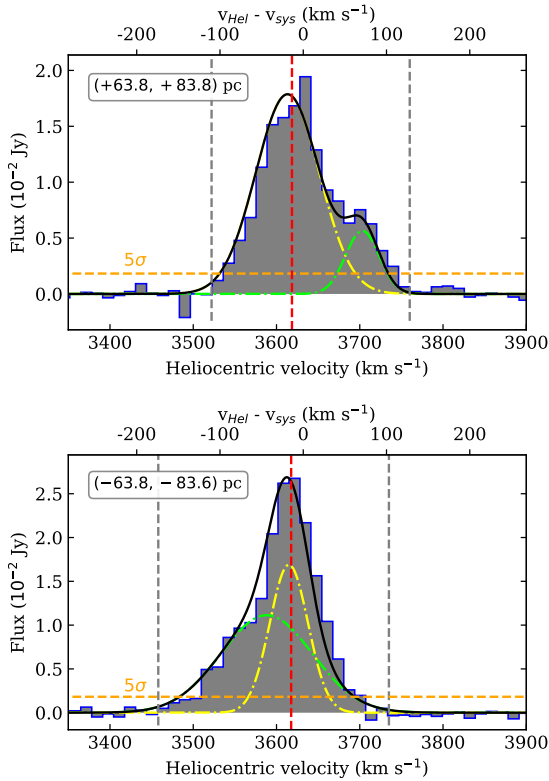 v_Hel - v_sys (km s⁻¹)
-200 -100 0 100 200
(+63.8, +83.8) pc
2.0
1.5
1.0
0.5
0.0
Flux (10⁻² Jy)
5σ
3400 3500 3600 3700 3800 3900
Heliocentric velocity (km s⁻¹)
v_Hel - v_sys (km s⁻¹)
-200 -100 0 100 200
(−63.8, −83.6) pc
2.5
2.0
1.5
1.0
0.5
0.0
Flux (10⁻² Jy)
5σ
3400 3500 3600 3700 3800 3900
Heliocentric velocity (km s⁻¹)